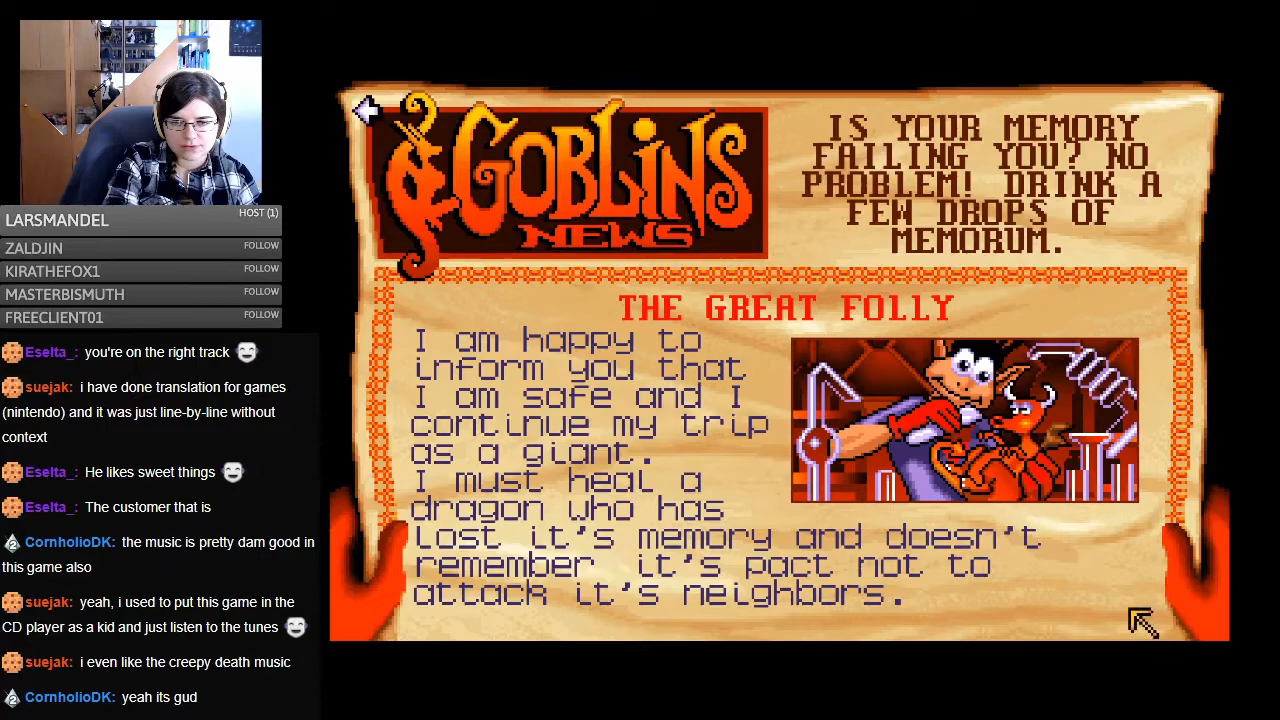 LARSMANDEL HOST (1)
ZALDJIN FOLLOW
KIRATHEFOX1 FOLLOW
MASTERBISMUTH FOLLOW
FREECLIENT01 FOLLOW
Eselta_: you're on the right track
suejak: i have done translation for games
(nintendo) and it was just line-by-line without
context
Eselta_: He likes sweet things
Eselta_: The customer that is
CornholioDK: the music is pretty dam good in
this game also
suejak: yeah, i used to put this game in the
CD player as a kid and just listen to the tunes
suejak: i even like the creepy death music
CornholioDK: yeah its gud
GOBLINS
NEWS
IS YOUR MEMORY
FAILING YOU? NO
PROBLEM! DRINK A
FEW DROPS OF
MEMORUM.
THE GREAT FOLLY
I am happy to
inform you that
I am safe and I
continue my trip
as a giant.
I must heal a
dragon who has
Lost it's memory and doesn't
remember it's pact not to
attack it's neighbors.